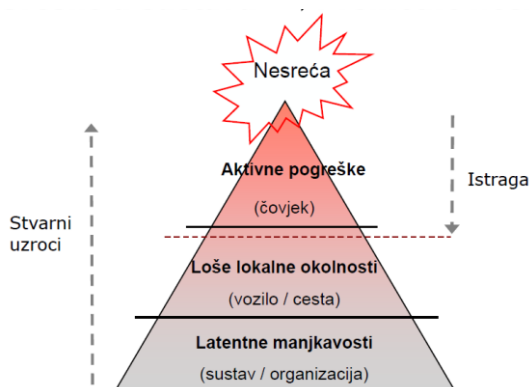 Nesreća
Aktivne pogreške
(čovjek)
Istraga
Stvarni
uzroci
Loše lokalne okolnosti
(vozilo / cesta)
Latentne manjkavosti
(sustav / organizacija)